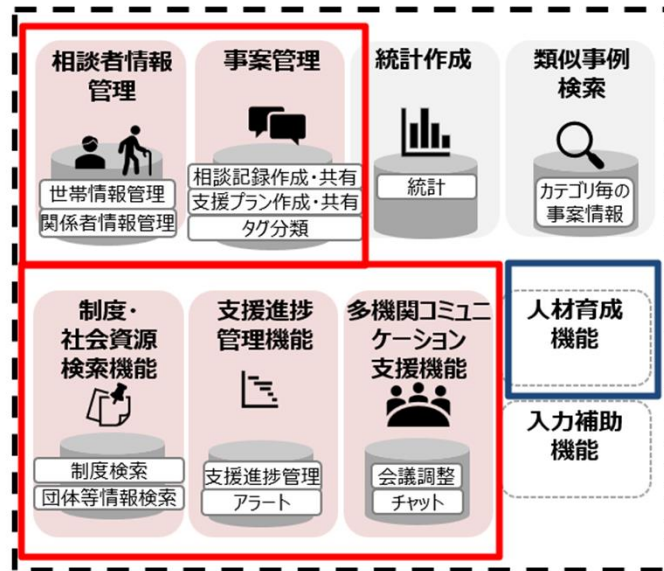 相談者情報
管理
世帯情報管理
関係者情報管理
事案管理
相談記録作成・共有
支援プラン作成・共有
タグ分類
統計作成
統計
類似事例
検索
カテゴリ毎の
事案情報
制度・
社会資源
検索機能
制度検索
団体等情報検索
支援進捗
管理機能
支援進捗管理
アラート
多機関コミュニ
ケーション
支援機能
会議調整
チャット
人材育成
機能
入力補助
機能